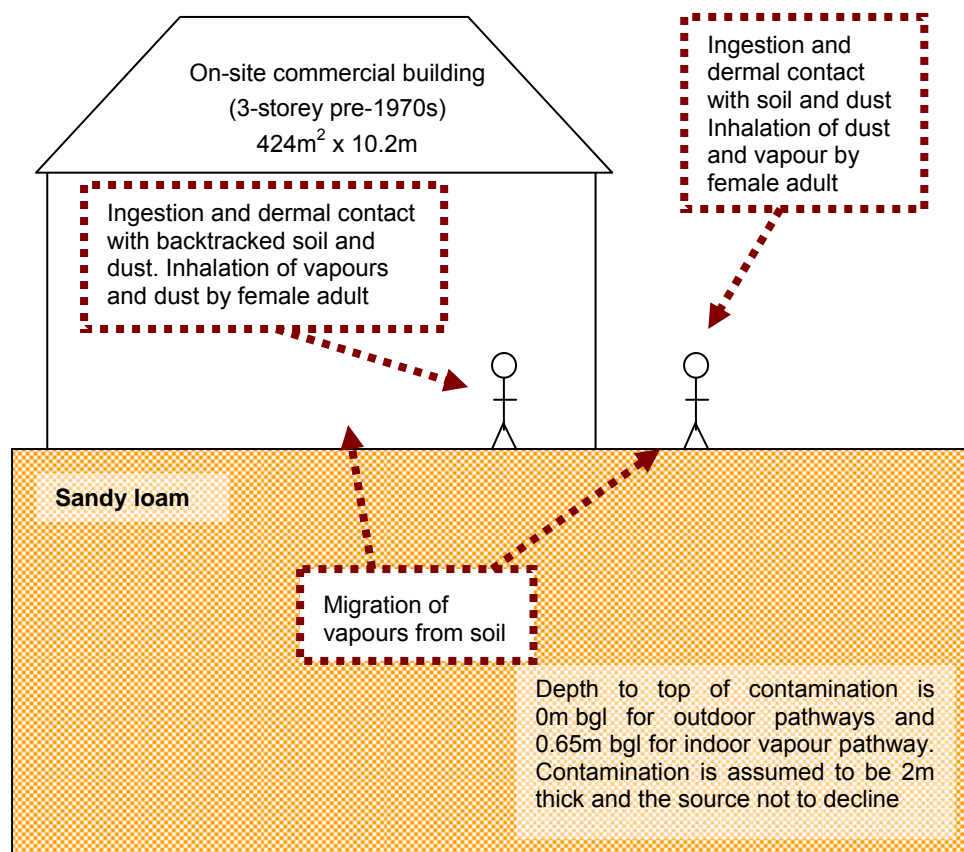 On-site commercial building
(3-storey pre-1970s)
424m² x 10.2m
Ingestion and
dermal contact
with soil and dust
Inhalation of dust
and vapour by
female adult
Ingestion and dermal contact
with backtracked soil and
dust. Inhalation of vapours
and dust by female adult
Sandy loam
Migration of
vapours from soil
Depth to top of contamination is
0m bgl for outdoor pathways and
0.65m bgl for indoor vapour pathway.
Contamination is assumed to be 2m
thick and the source not to decline